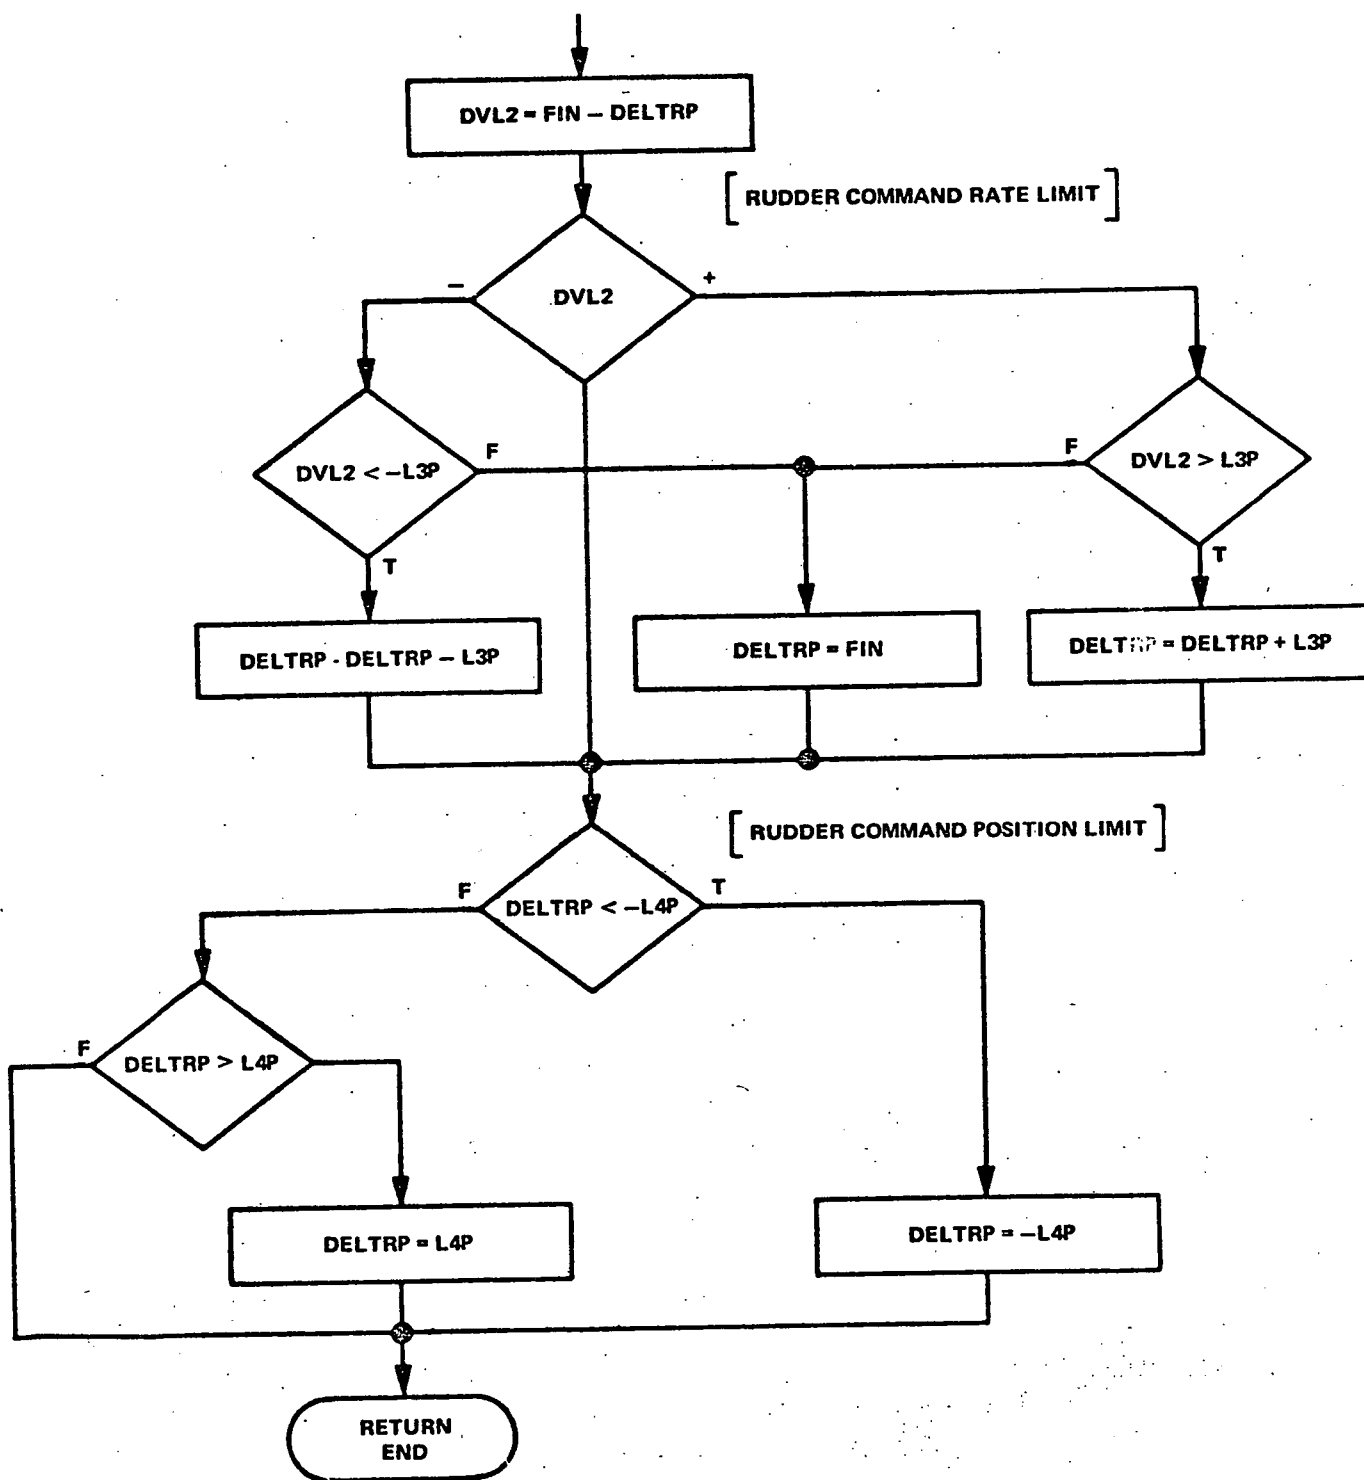 DVL2 = FIN – DELTRP
[RUDDER COMMAND RATE LIMIT]
– DVL2 +
DVL2 < –L3P F
F DVL2 > L3P
T
T
DELTRP - DELTRP – L3P
DELTRP = FIN
DELTRP = DELTRP + L3P
[RUDDER COMMAND POSITION LIMIT]
F DELTRP < –L4P T
F DELTRP > L4P
DELTRP = L4P
DELTRP = –L4P
RETURN
END